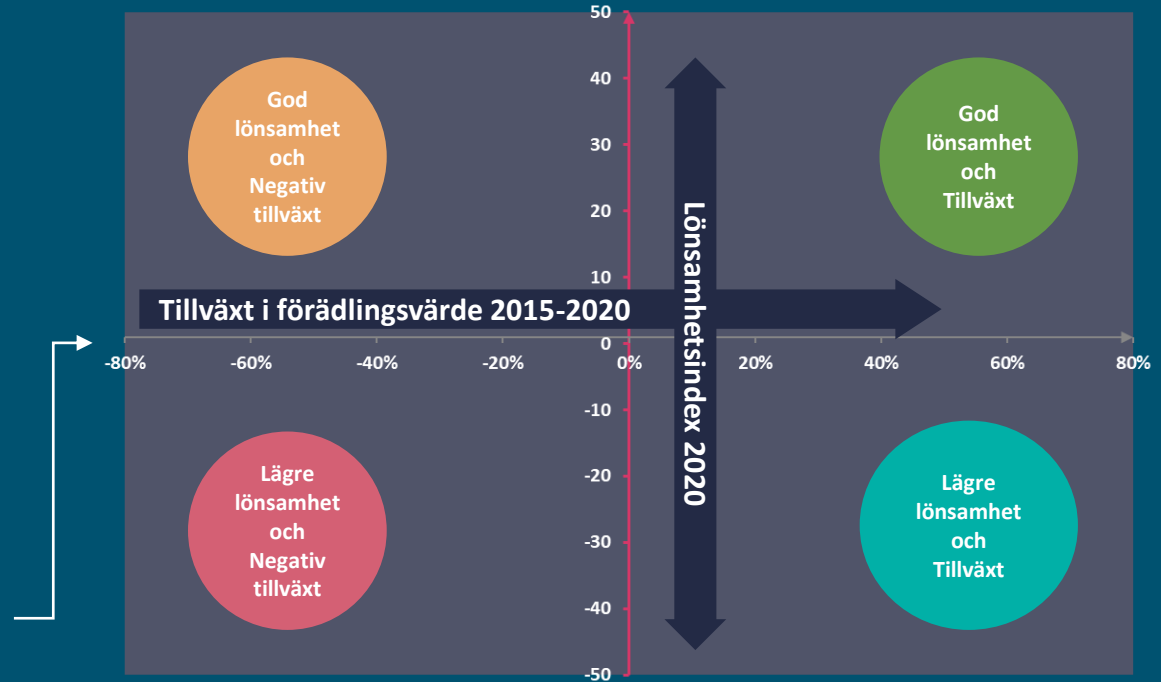 50
40
30
20
10
0
-10
-20
-30
-40
-50
God
lönsamhet
och
Negativ
tillväxt
God
lönsamhet
och
Tillväxt
Tillväxt i förädlingsvärde 2015-2020
Lönsamhetsindex 2020
-80%
-60%
-40%
-20%
0%
20%
40%
60%
80%
Lägre
lönsamhet
och
Negativ
tillväxt
Lägre
lönsamhet
och
Tillväxt